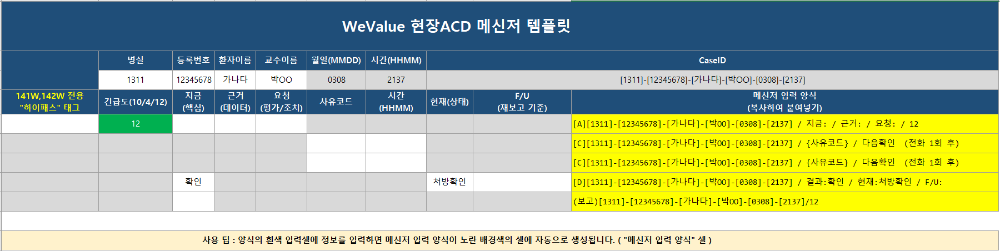 WeValue 현장ACD 메신저 템플릿
병실 등록번호 환자이름 교수이름 월일(MMDD) 시간(HHMM) CaseID
1311 12345678 가나다 박OO 0308 2137 [1311]-[12345678]-[가나다]-[박OO]-[0308]-[2137]
141W,142W 전용
"하이패스" 태그
긴급도(10/4/12)
지금
(핵심)
근거
(데이터)
요청
(평가/조치)
사유코드
시간
(HHMM)
현재(상태)
F/U
(재보고 기준)
메신저 입력 양식
(복사하여 붙여넣기)
12 [A][1311]-[12345678]-[가나다]-[박OO]-[0308]-[2137] / 지금: / 근거: / 요청: / 12
[C][1311]-[12345678]-[가나다]-[박OO]-[0308]-[2137] / {사유코드} / 다음확인  (전화 1회 후)
[C][1311]-[12345678]-[가나다]-[박OO]-[0308]-[2137] / {사유코드} / 다음확인  (전화 1회 후)
확인 처방확인 [D][1311]-[12345678]-[가나다]-[박OO]-[0308]-[2137] / 결과:확인 / 현재:처방확인 / F/U:
(보고)[1311]-[12345678]-[가나다]-[박OO]-[0308]-[2137]/12
사용 팁 : 양식의 흰색 입력셀에 정보를 입력하면 메신저 입력 양식이 노란 배경색의 셀에 자동으로 생성됩니다. ( "메신저 입력 양식" 셀 )